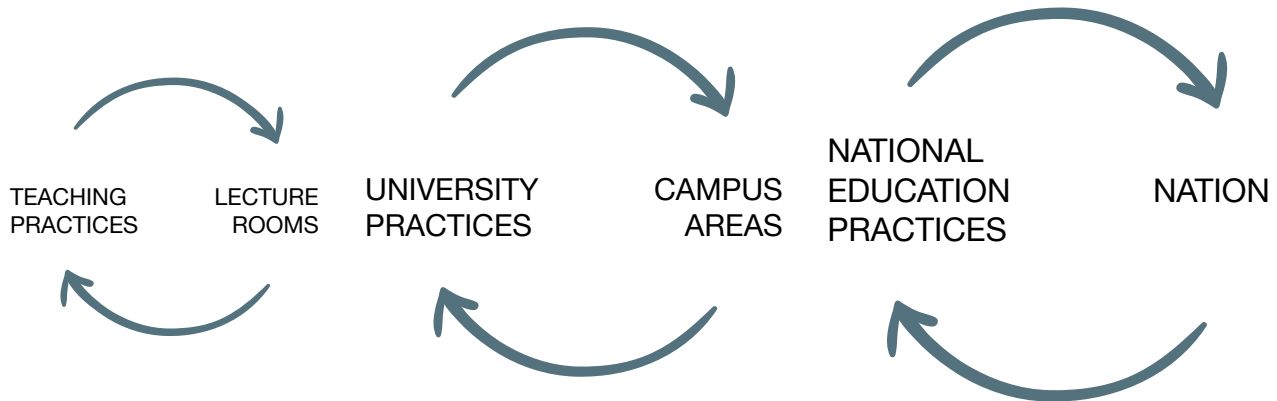 TEACHING
PRACTICES
LECTURE
ROOMS
UNIVERSITY
PRACTICES
CAMPUS
AREAS
NATIONAL
EDUCATION
PRACTICES
NATION